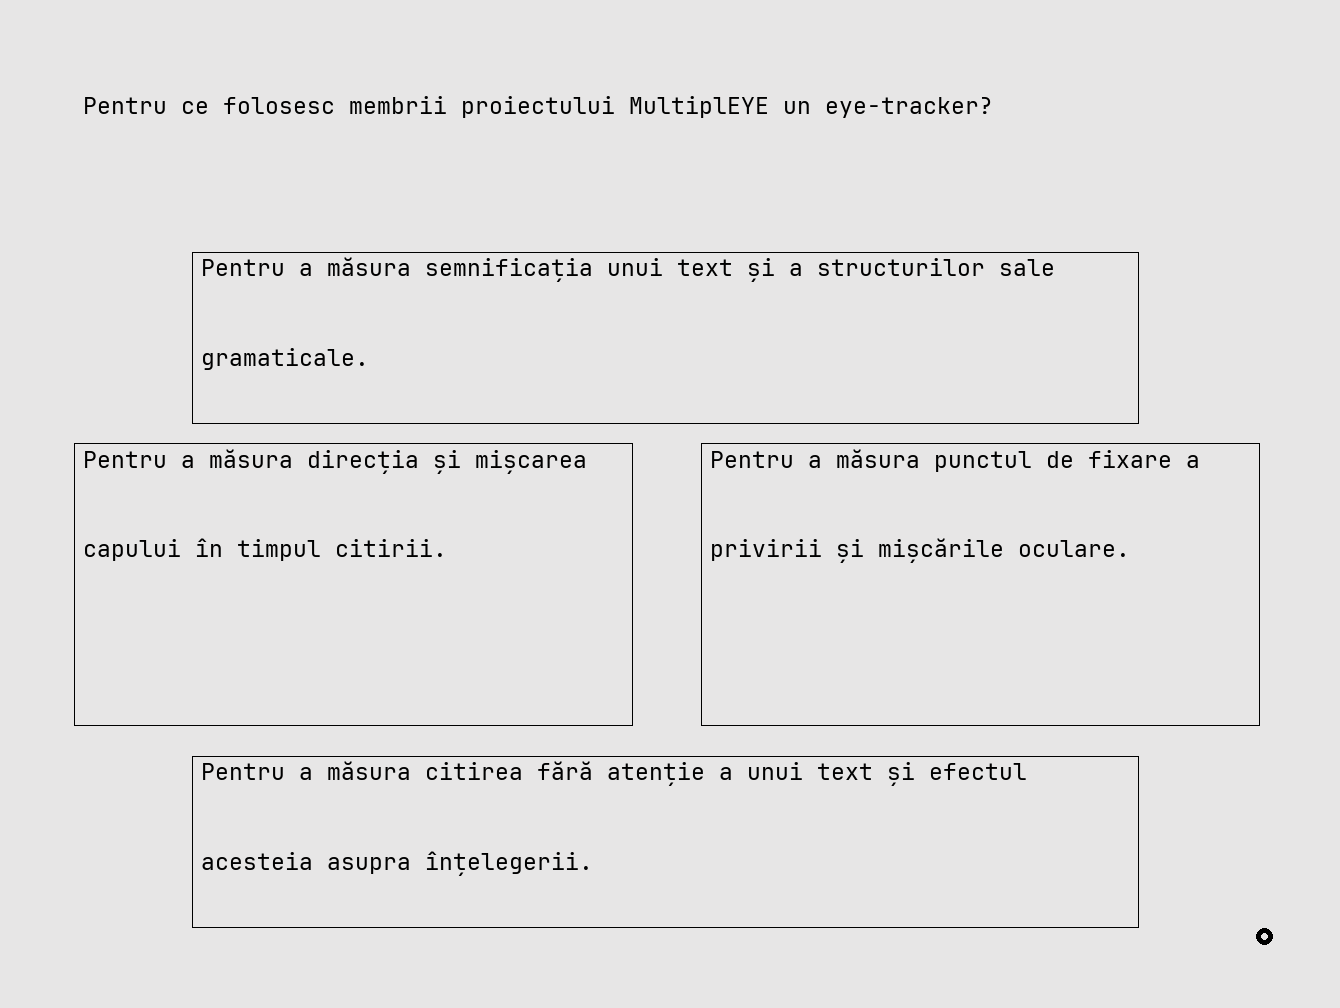 Pentru ce folosesc membrii proiectului MultiplEYE un eye-tracker?
Pentru a măsura semnificația unui text și a structurilor sale
gramaticale.
Pentru a măsura direcția și mișcarea
capului în timpul citirii.
Pentru a măsura punctul de fixare a
privirii și mișcările oculare.
Pentru a măsura citirea fără atenție a unui text și efectul
acesteia asupra înțelegerii.